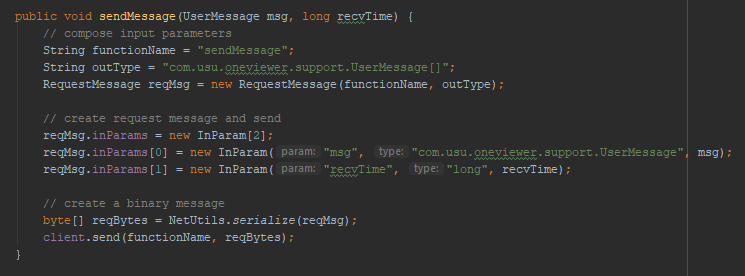 public void sendMessage(UserMessage msg, long recvTime) {
// compose input parameters
String functionName = "sendMessage";
String outType = "com.usu.oneviewer.support.UserMessage[]";
RequestMessage reqMsg = new RequestMessage(functionName, outType);
// create request message and send
reqMsg.inParams = new InParam[2];
reqMsg.inParams[0] = new InParam( param: "msg", type: "com.usu.oneviewer.support.UserMessage", msg);
reqMsg.inParams[1] = new InParam( param: "recvTime", type: "long", recvTime);
// create a binary message
byte[] reqBytes = NetUtils.serialize(reqMsg);
client.send(functionName, reqBytes);
}